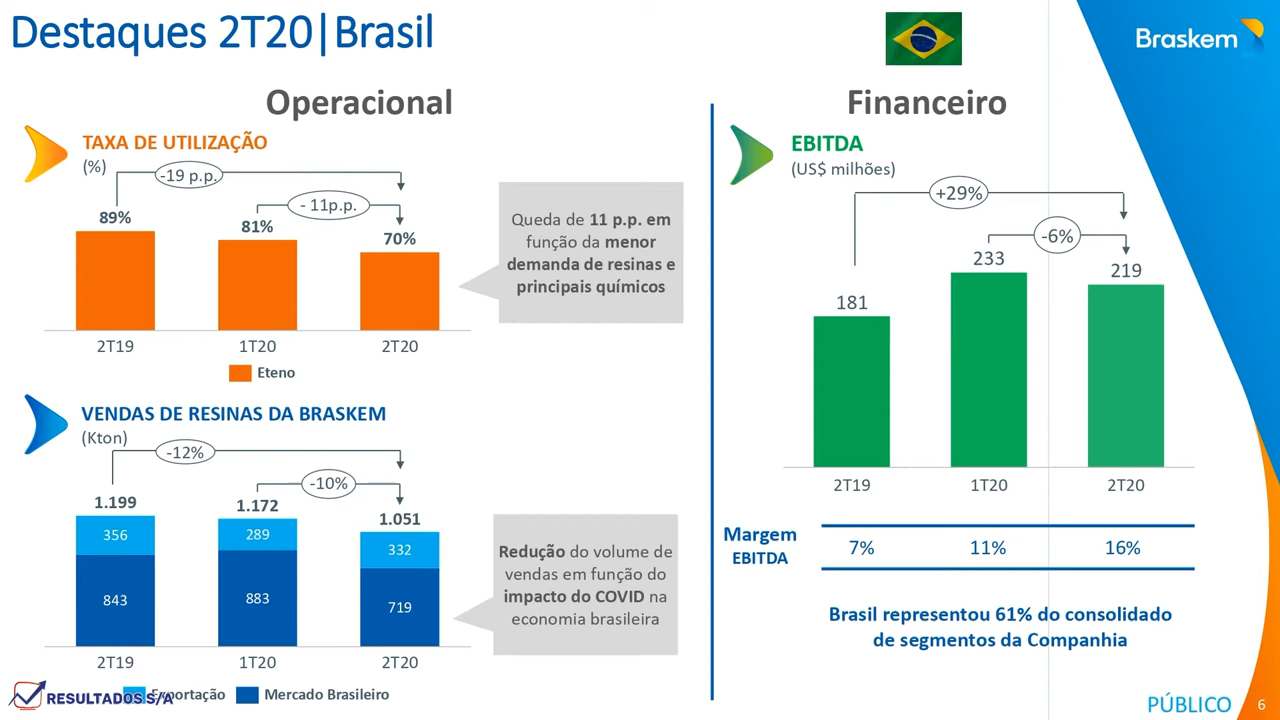 Destaques 2T20|Brasil
Braskem
Operacional
TAXA DE UTILIZAÇÃO
(%)
-19 p.p.
- 11p.p.
89%
81%
70%
2T19
1T20
2T20
Eteno
Queda de 11 p.p. em
função da menor
demanda de resinas e
principais químicos
VENDAS DE RESINAS DA BRASKEM
(Kton)
-12%
-10%
1.199
1.172
1.051
356
289
332
843
883
719
2T19
1T20
2T20
Exportação
Mercado Brasileiro
Redução do volume de
vendas em função do
impacto do COVID na
economia brasileira
RESULTADOS S/A
Financeiro
EBITDA
(US$ milhões)
+29%
-6%
181
233
219
2T19
1T20
2T20
Margem
EBITDA
7%
11%
16%
Brasil representou 61% do consolidado
de segmentos da Companhia
PÚBLICO
6